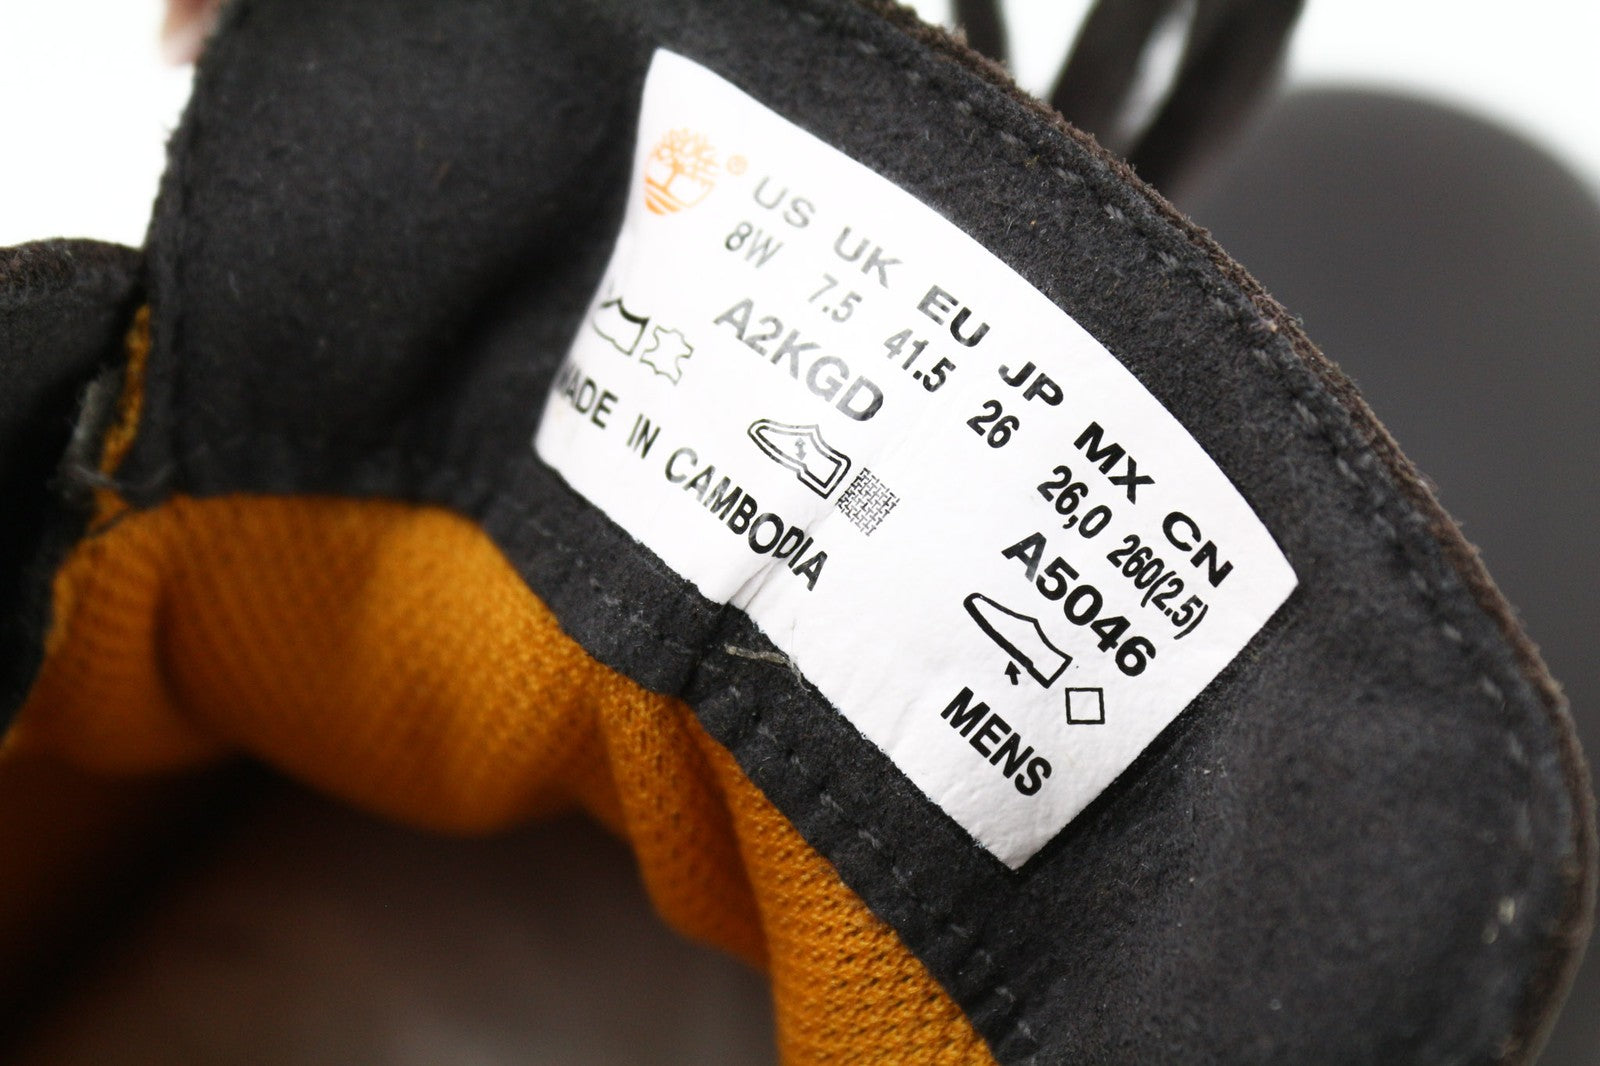 ® US UK EU JP MX CN
8W 7.5 41.5 26 26,0 260(2.5)
A2KGD A5046
MADE IN CAMBODIA
MENS